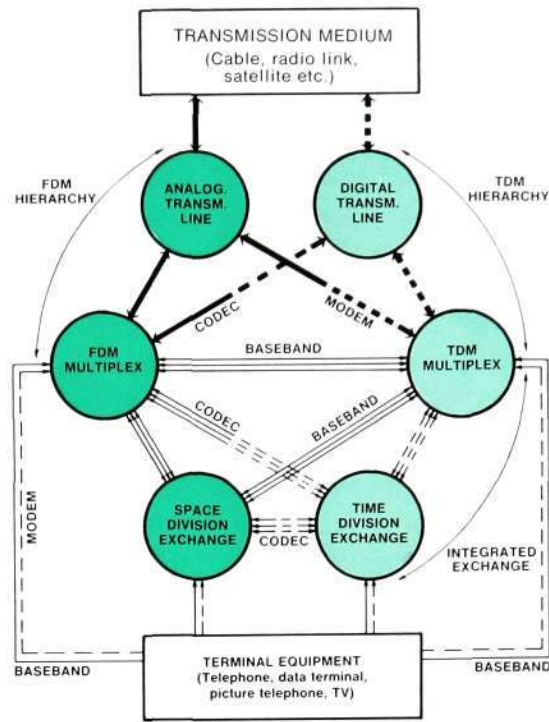 TRANSMISSION MEDIUM
(Cable, radio link,
satellite etc.)
FDM
HIERARCHY
ANALOG.
TRANSM.
LINE
DIGITAL
TRANSM.
LINE
TDM
HIERARCHY
CODEC
MODEM
FDM
MULTIPLEX
BASEBAND
TDM
MULTIPLEX
CODEC
BASEBAND
MODEM
SPACE
DIVISION
EXCHANGE
CODEC
TIME
DIVISION
EXCHANGE
INTEGRATED
EXCHANGE
BASEBAND
TERMINAL EQUIPMENT
(Telephone, data terminal,
picture telephone, TV)
BASEBAND